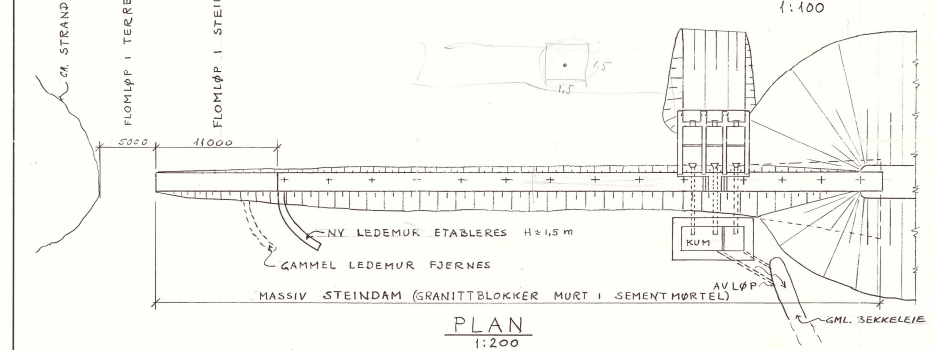 1:100
CA. STRAND
FLOMLØP I TERRE
FLOMLØP I STEI
1,5
1,5
5000
11000
NY LEDEMUR ETABLERES H≈1,5 m
KUM
GAMMEL LEDEMUR FJERNES
AVLØP
MASSIV STEINDAM (GRANITTBLOKKER MURT I SEMENTMØRTEL)
GML. BEKKELEIE
PLAN
1:200